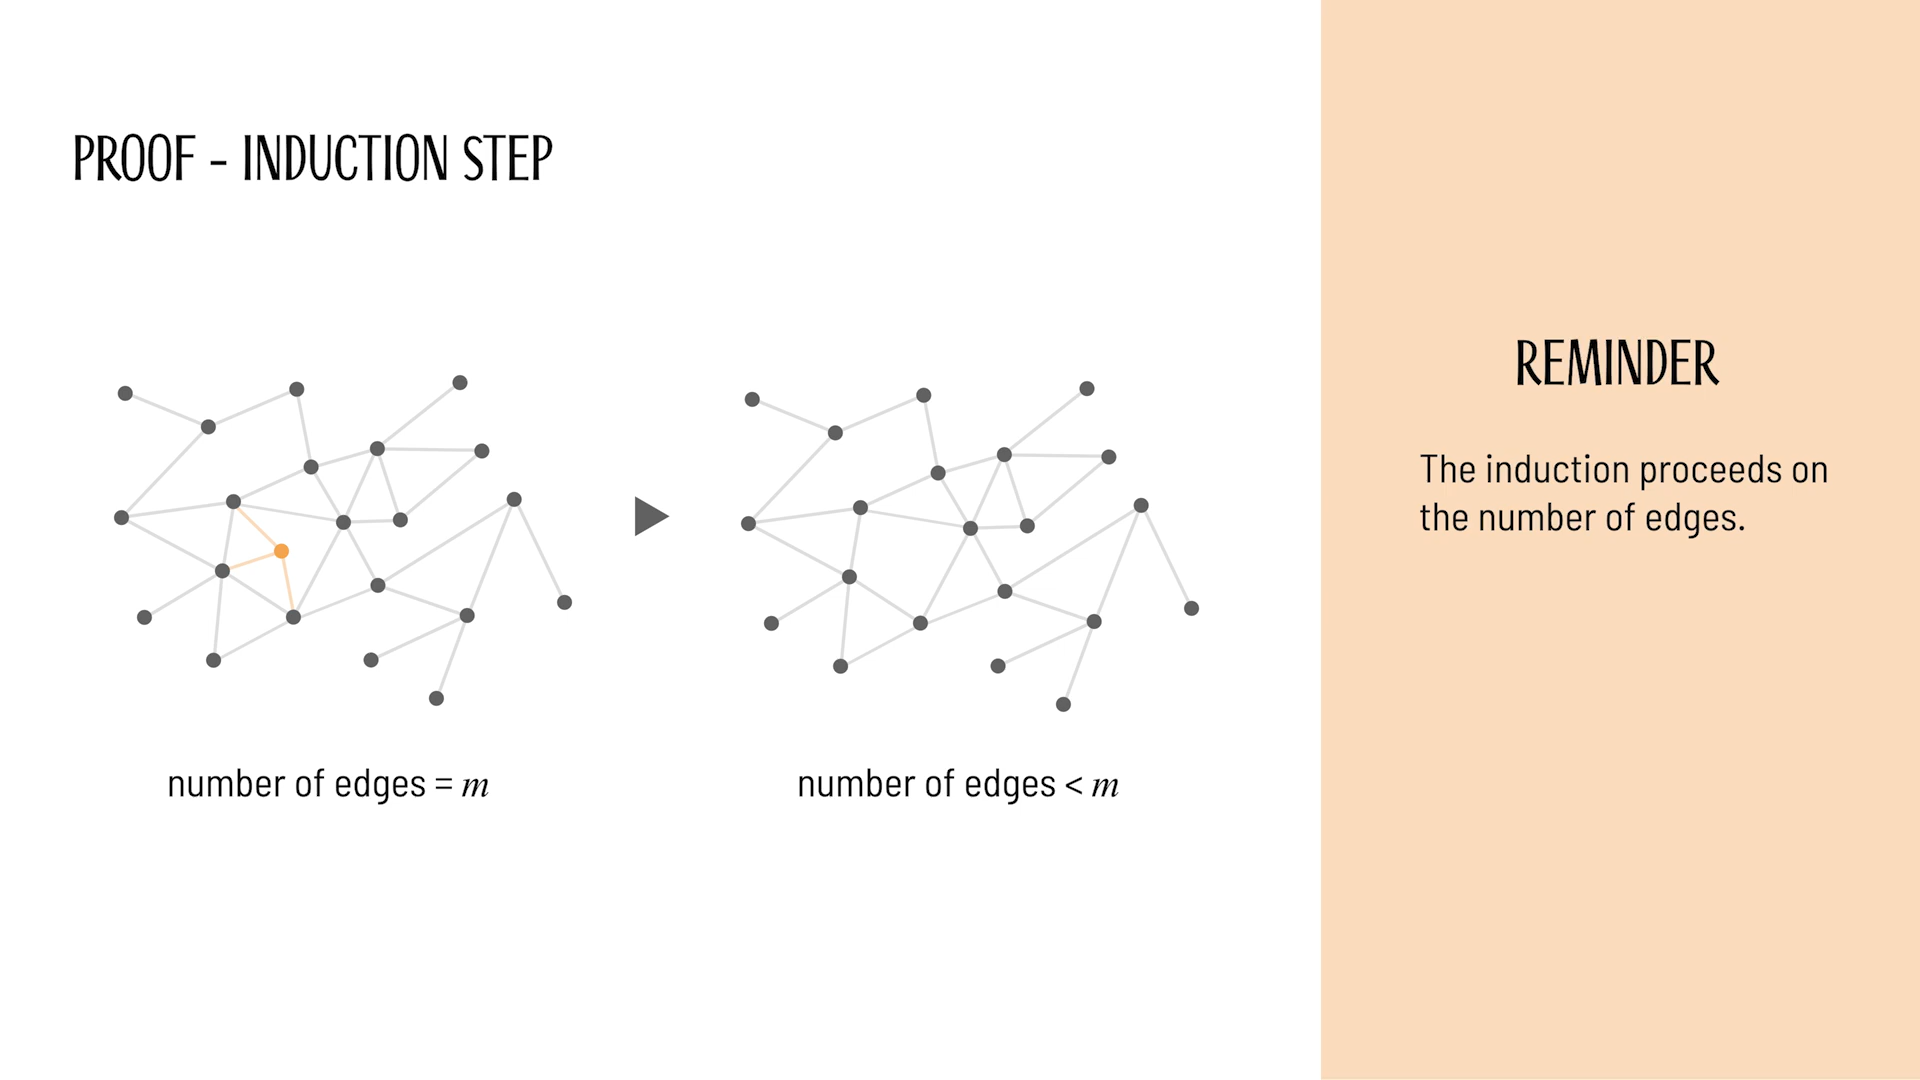 PROOF - INDUCTION STEP
number of edges = m
number of edges < m
REMINDER
The induction proceeds on
the number of edges.